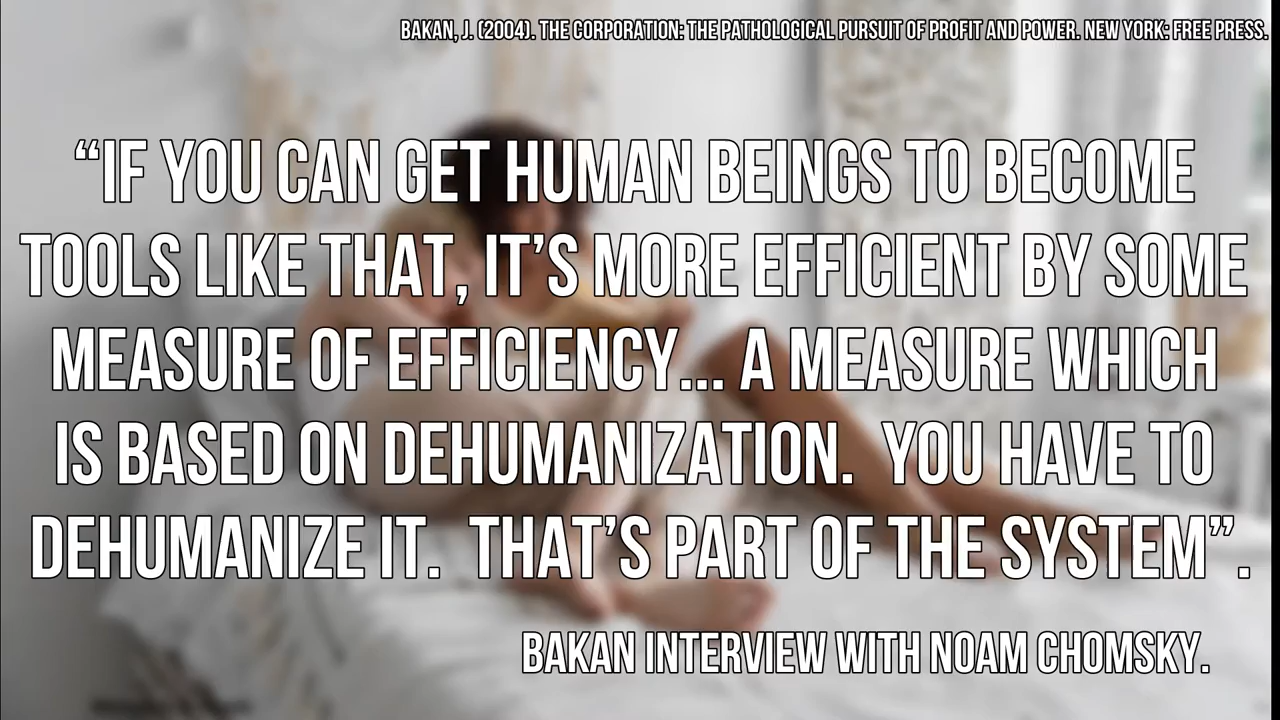 BAKAN, J. (2004). THE CORPORATION: THE PATHOLOGICAL PURSUIT OF PROFIT AND POWER. NEW YORK: FREE PRESS.
“IF YOU CAN GET HUMAN BEINGS TO BECOME
TOOLS LIKE THAT, IT’S MORE EFFICIENT BY SOME
MEASURE OF EFFICIENCY... A MEASURE WHICH
IS BASED ON DEHUMANIZATION. YOU HAVE TO
DEHUMANIZE IT. THAT’S PART OF THE SYSTEM”.
BAKAN INTERVIEW WITH NOAM CHOMSKY.